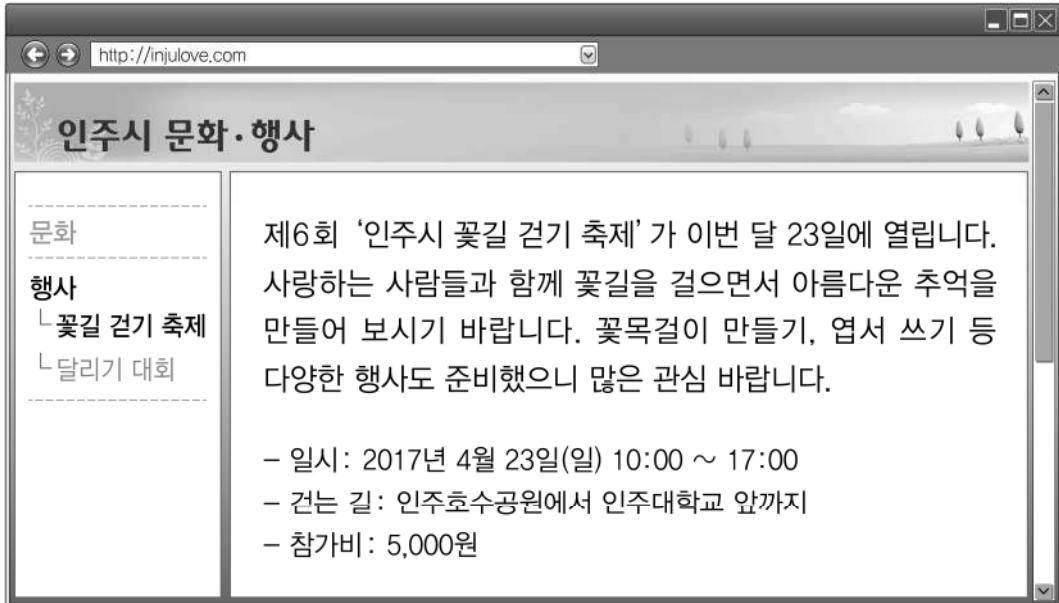 http://injulove.com
인주시 문화·행사
문화
행사
꽃길 걷기 축제
달리기 대회
제6회 ‘인주시 꽃길 걷기 축제’가 이번 달 23일에 열립니다.
사랑하는 사람들과 함께 꽃길을 걸으면서 아름다운 추억을
만들어 보시기 바랍니다. 꽃목걸이 만들기, 엽서 쓰기 등
다양한 행사도 준비했으니 많은 관심 바랍니다.
– 일시: 2017년 4월 23일(일) 10:00 ~ 17:00
– 걷는 길: 인주호수공원에서 인주대학교 앞까지
– 참가비: 5,000원